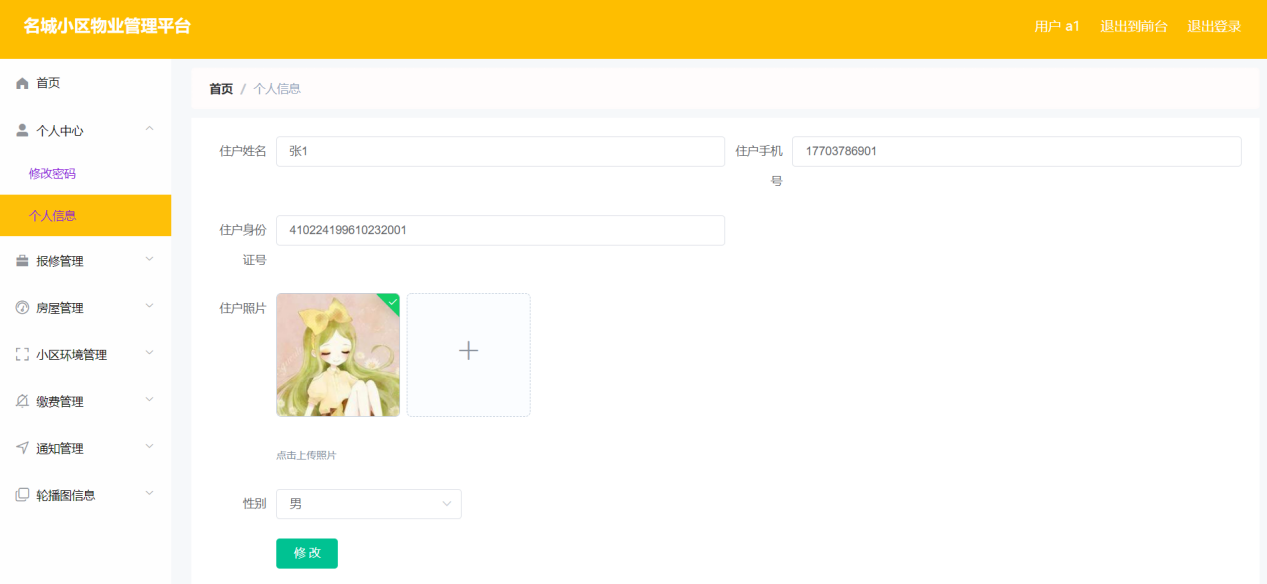 名城小区物业管理平台
用户 a1 退出到前台 退出登录
首页
个人中心
修改密码
个人信息
报修管理
房屋管理
小区环境管理
缴费管理
通知管理
轮播图信息
首页 / 个人信息
住户姓名 张1
住户手机号 17703786901
住户身份证号 410224199610232001
住户照片
点击上传照片
性别 男
修 改